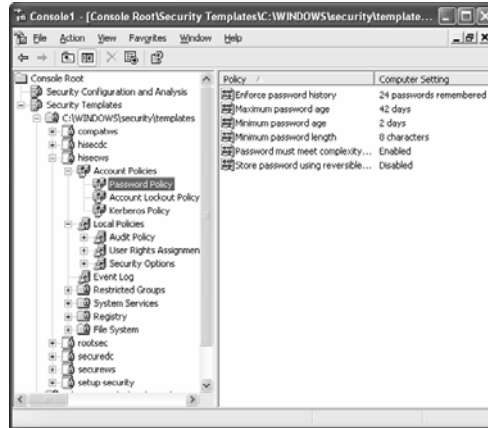 Console1 - [Console Root\Security Templates\C:\WINDOWS\security\template...
File Action View Favorites Window Help
Console Root
Security Configuration and Analysis
Security Templates
C:\WINDOWS\security\templates
compatws
hisecdc
hisecws
Account Policies
Password Policy
Account Lockout Policy
Kerberos Policy
Local Policies
Audit Policy
User Rights Assignmen
Security Options
Event Log
Restricted Groups
System Services
Registry
File System
rootsec
securedc
securews
setup security
Policy Computer Setting
Enforce password history 24 passwords remembered
Maximum password age 42 days
Minimum password age 2 days
Minimum password length 8 characters
Password must meet complexity... Enabled
Store password using reversible... Disabled